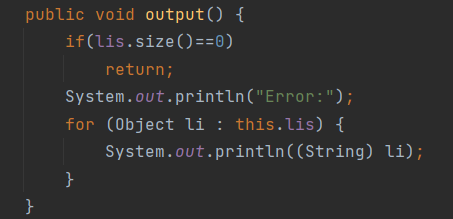 public void output() {
if(lis.size()==0)
return;
System.out.println("Error:");
for (Object li : this.lis) {
System.out.println((String) li);
}
}